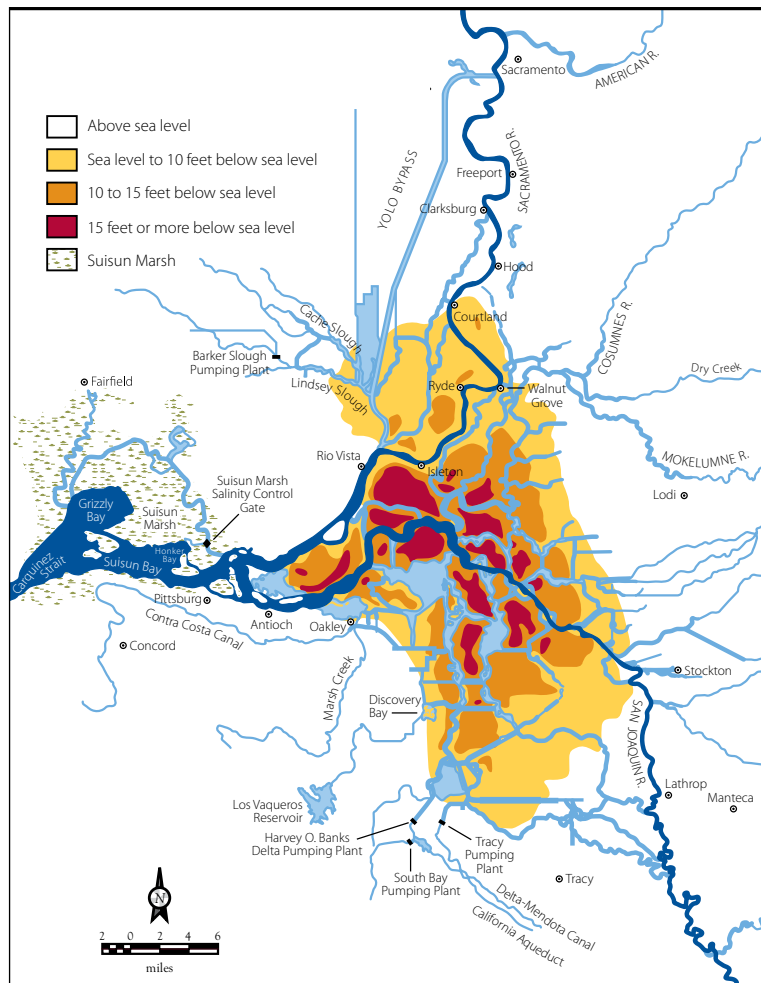 Sacramento
AMERICAN R.
Above sea level
Sea level to 10 feet below sea level
10 to 15 feet below sea level
15 feet or more below sea level
Suisun Marsh
YOLO BYPASS
SACRAMENTO R.
Freeport
Clarksburg
Hood
Courtland
Cache Slough
COSUMNES R.
Barker Slough
Pumping Plant
Lindsey Slough
Fairfield
Ryde
Walnut
Grove
Dry Creek
Rio Vista
Isleton
MOKELUMNE R.
Suisun Marsh
Salinity Control
Gate
Lodi
Grizzly
Bay
Suisun
Marsh
Honker
Bay
Carquinez
Strait
Suisun Bay
Pittsburg
Antioch
Oakley
Contra Costa Canal
Concord
Marsh Creek
Stockton
Discovery
Bay
SAN JOAQUIN R.
Los Vaqueros
Reservoir
Lathrop
Manteca
Harvey O. Banks
Delta Pumping Plant
Tracy
Pumping
Plant
South Bay
Pumping Plant
Tracy
Delta-Mendota Canal
California Aqueduct
N
2 0 2 4 6
miles